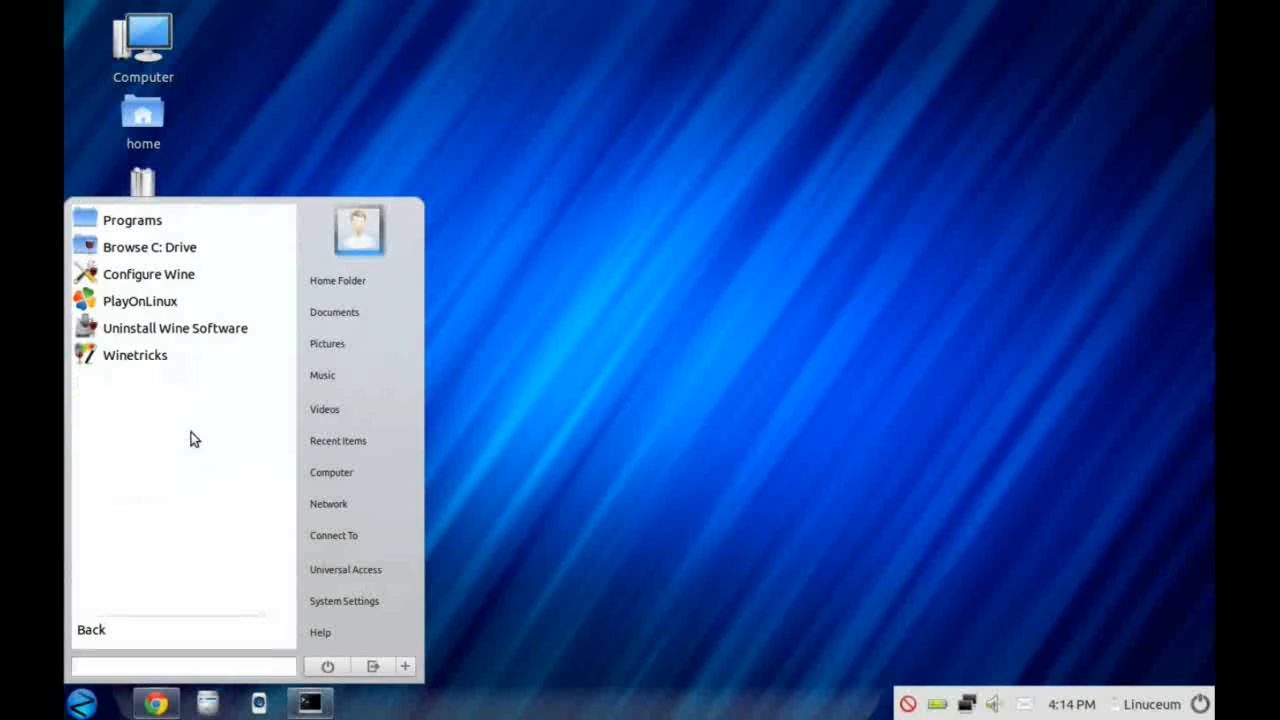 Computer
home
Programs
Browse C: Drive
Configure Wine
PlayOnLinux
Uninstall Wine Software
Winetricks
Back
Home Folder
Documents
Pictures
Music
Videos
Recent Items
Computer
Network
Connect To
Universal Access
System Settings
Help
4:14 PM Linuceum